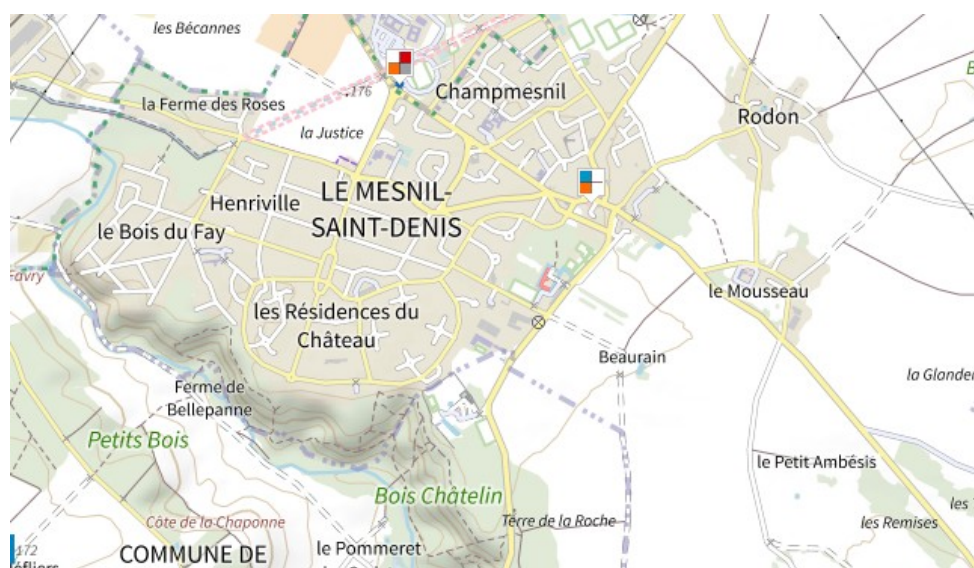 les Bécannes
la Ferme des Roses
176
la Justice
Champmesnil
Rodon
Henriville
LE MESNIL-
SAINT-DENIS
le Bois du Fay
les Résidences du
Château
le Mousseau
Beaurain
la Glander
Ferme de
Bellepanne
Petits Bois
Bois Châtelin
le Petit Ambésis
les Remises
les
Côte de la Chaponne
Terre de la Roche
172
COMMUNE DE
le Pommeret